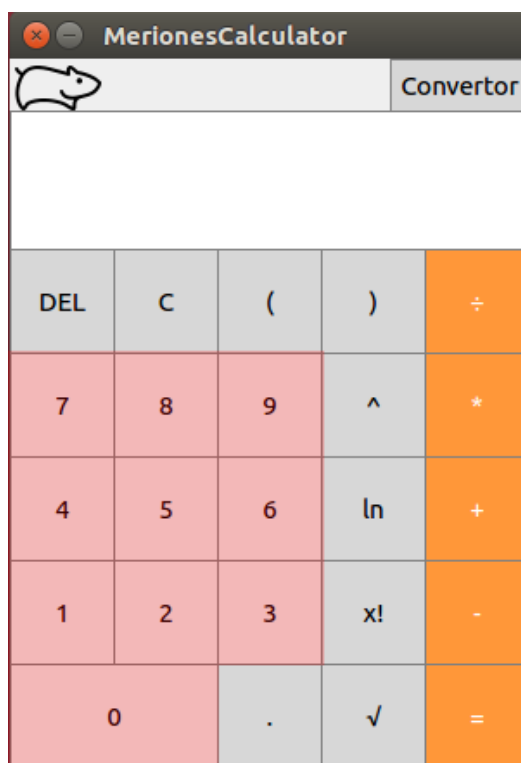 MerionesCalculator
Convertor
DEL C ( ) ÷
7 8 9 ^ *
4 5 6 ln +
1 2 3 x! -
0 . √ =